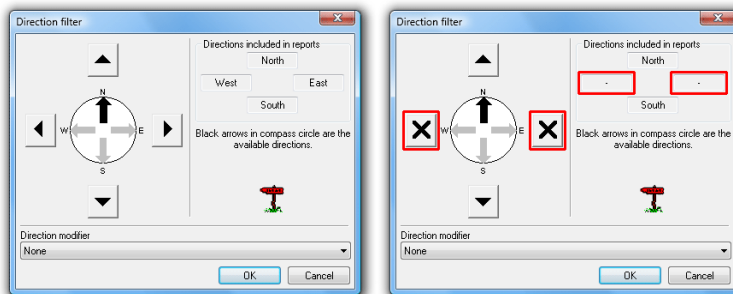 Direction filter
Directions included in reports
North
West East
South
N
W E
S
Black arrows in compass circle are the
available directions.
Direction modifier
None
OK Cancel
Direction filter
Directions included in reports
North
- -
South
N
W E
S
Black arrows in compass circle are the
available directions.
Direction modifier
None
OK Cancel